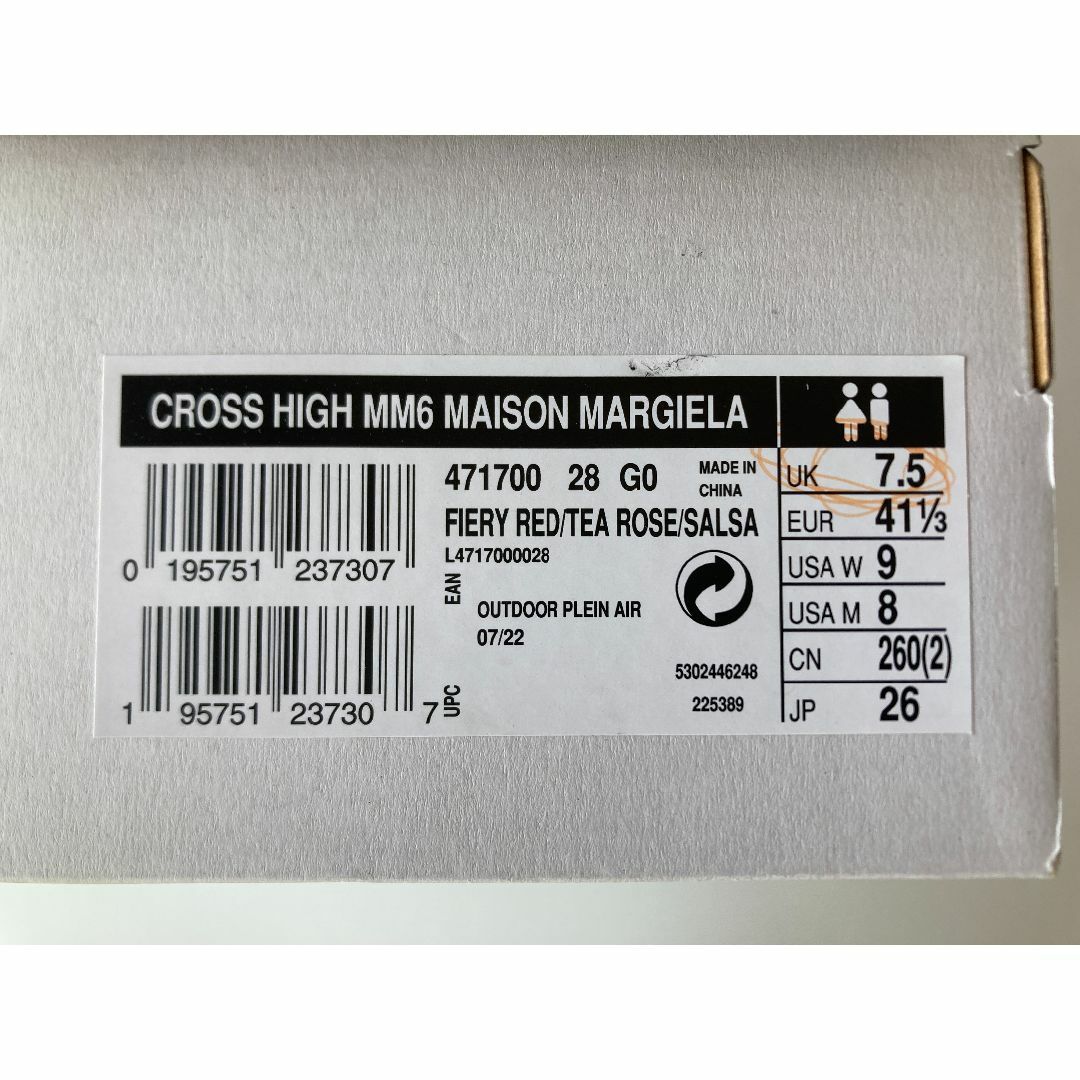 CROSS HIGH MM6 MAISON MARGIELA
471700 28 G0
MADE IN
CHINA
FIERY RED/TEA ROSE/SALSA
L4717000028
0 195751 237307
EAN
OUTDOOR PLEIN AIR
07/22
1 95751 23730 7
UPC
5302446248
225389
UK 7.5
EUR 41⅓
USA W 9
USA M 8
CN 260(2)
JP 26